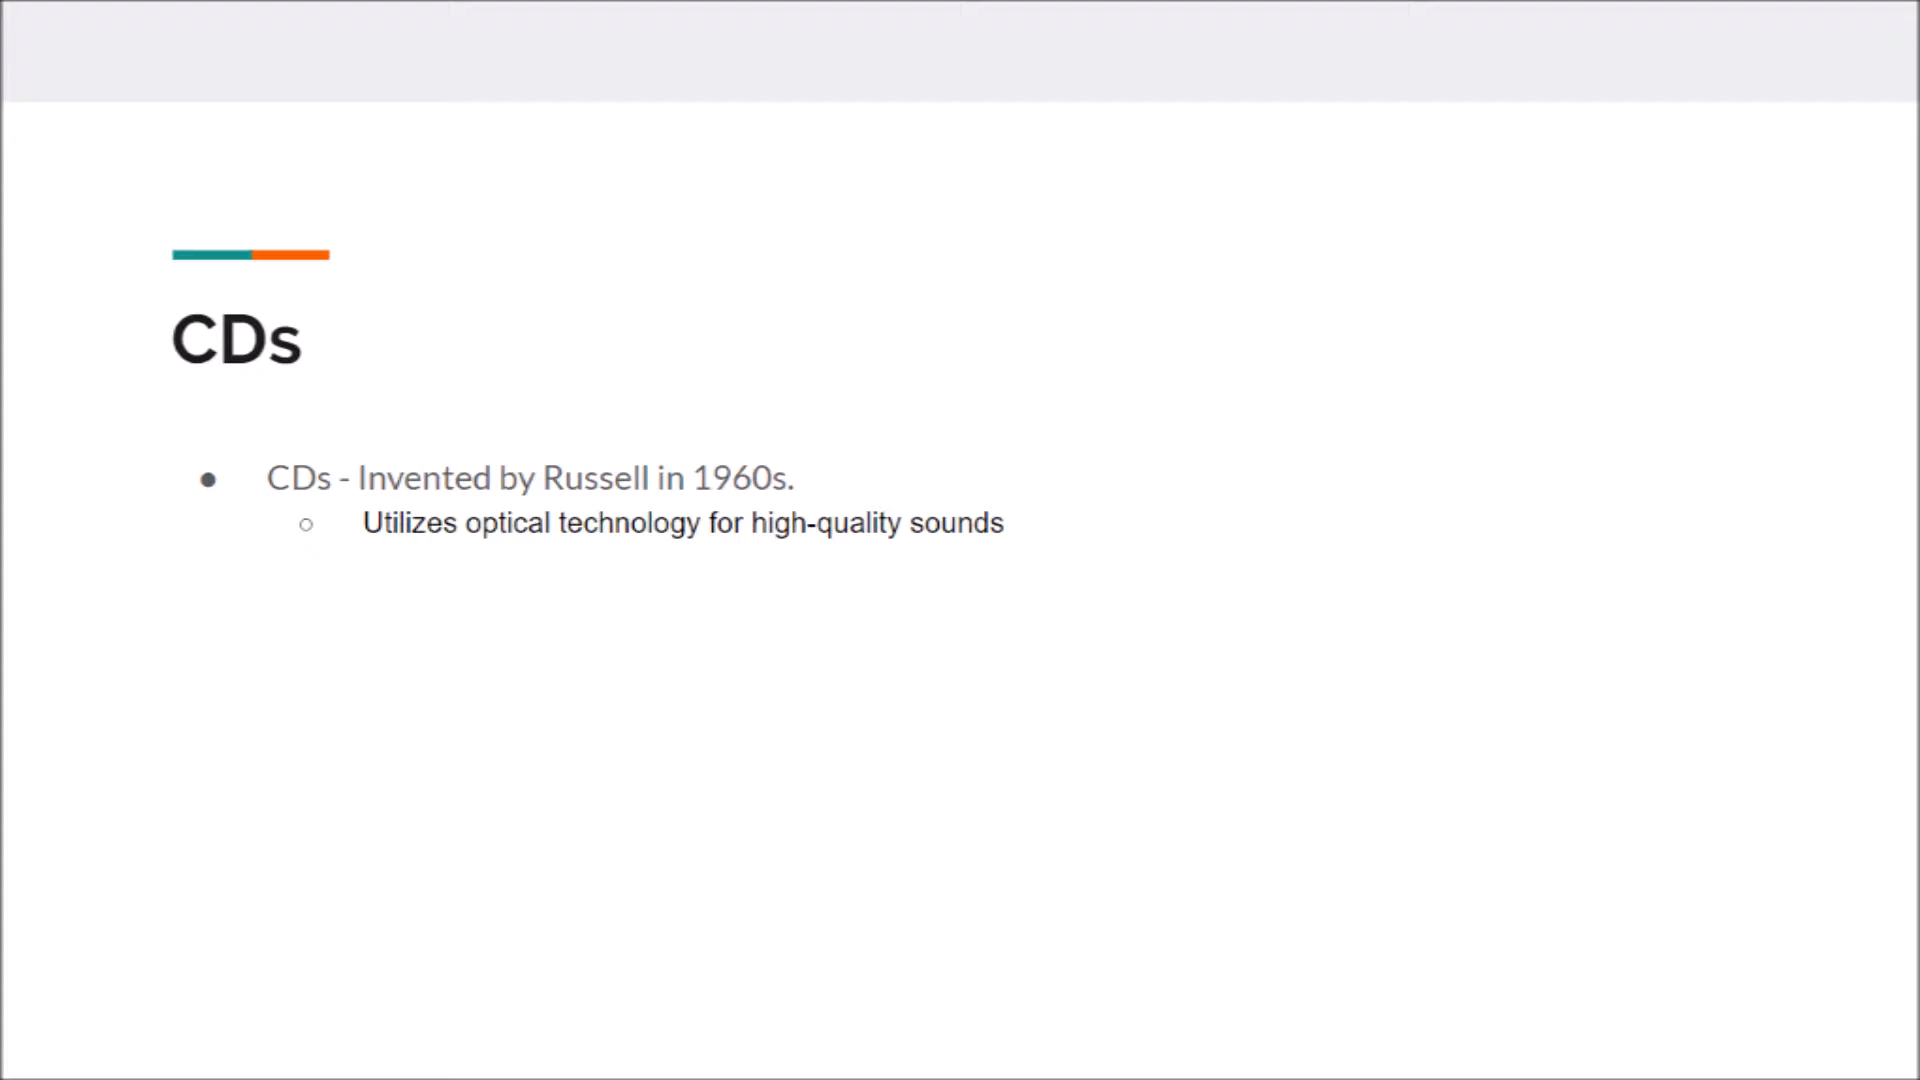 CDs
● CDs - Invented by Russell in 1960s.
○ Utilizes optical technology for high-quality sounds